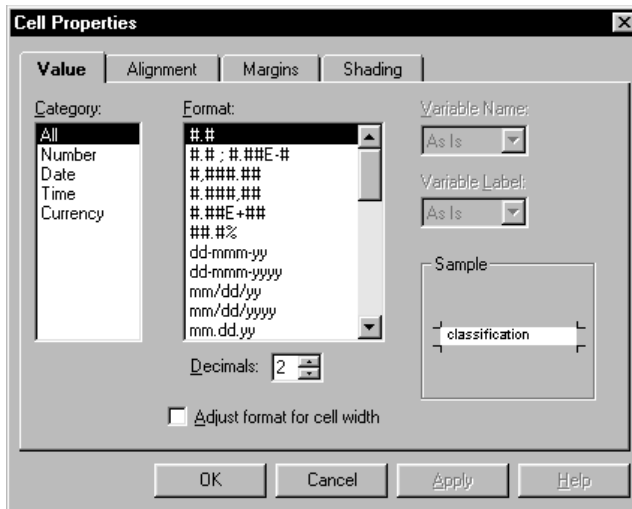 Cell Properties
Value Alignment Margins Shading
Category: Format: Variable Name:
All
Number
Date
Time
Currency
#.#
#.# ; #.##E-#
#,###.##
#.###,##
#.##E+##
##.#%
dd-mmm-yy
dd-mmm-yyyy
mm/dd/yy
mm/dd/yyyy
mm.dd.yy
As Is
Variable Label:
As Is
Sample
classification
Decimals: 2
Adjust format for cell width
OK Cancel Apply Help